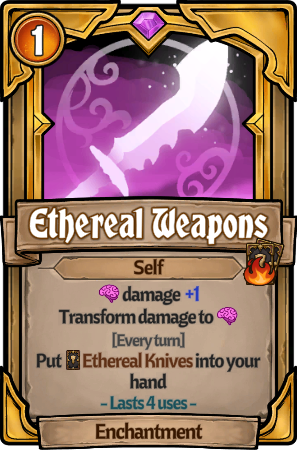 1
Ethereal Weapons
Self
damage +1
Transform damage to
[Every turn]
Put Ethereal Knives into your
hand
- Lasts 4 uses -
Enchantment